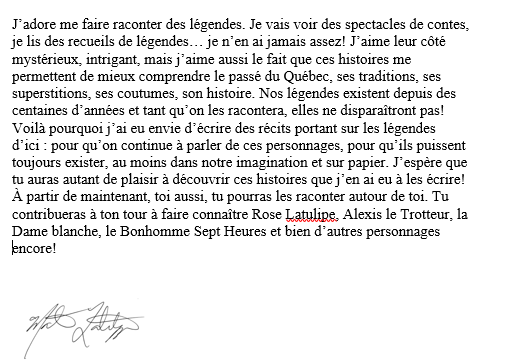 J’adore me faire raconter des légendes. Je vais voir des spectacles de contes,
je lis des recueils de légendes… je n’en ai jamais assez! J’aime leur côté
mystérieux, intrigant, mais j’aime aussi le fait que ces histoires me
permettent de mieux comprendre le passé du Québec, ses traditions, ses
superstitions, ses coutumes, son histoire. Nos légendes existent depuis des
centaines d’années et tant qu’on les racontera, elles ne disparaîtront pas!
Voilà pourquoi j’ai eu envie d’écrire des récits portant sur les légendes
d’ici : pour qu’on continue à parler de ces personnages, pour qu’ils puissent
toujours exister, au moins dans notre imagination et sur papier. J’espère que
tu auras autant de plaisir à découvrir ces histoires que j’en ai eu à les écrire!
À partir de maintenant, toi aussi, tu pourras les raconter autour de toi. Tu
contribueras à ton tour à faire connaître Rose Latulipe, Alexis le Trotteur, la
Dame blanche, le Bonhomme Sept Heures et bien d’autres personnages
encore!